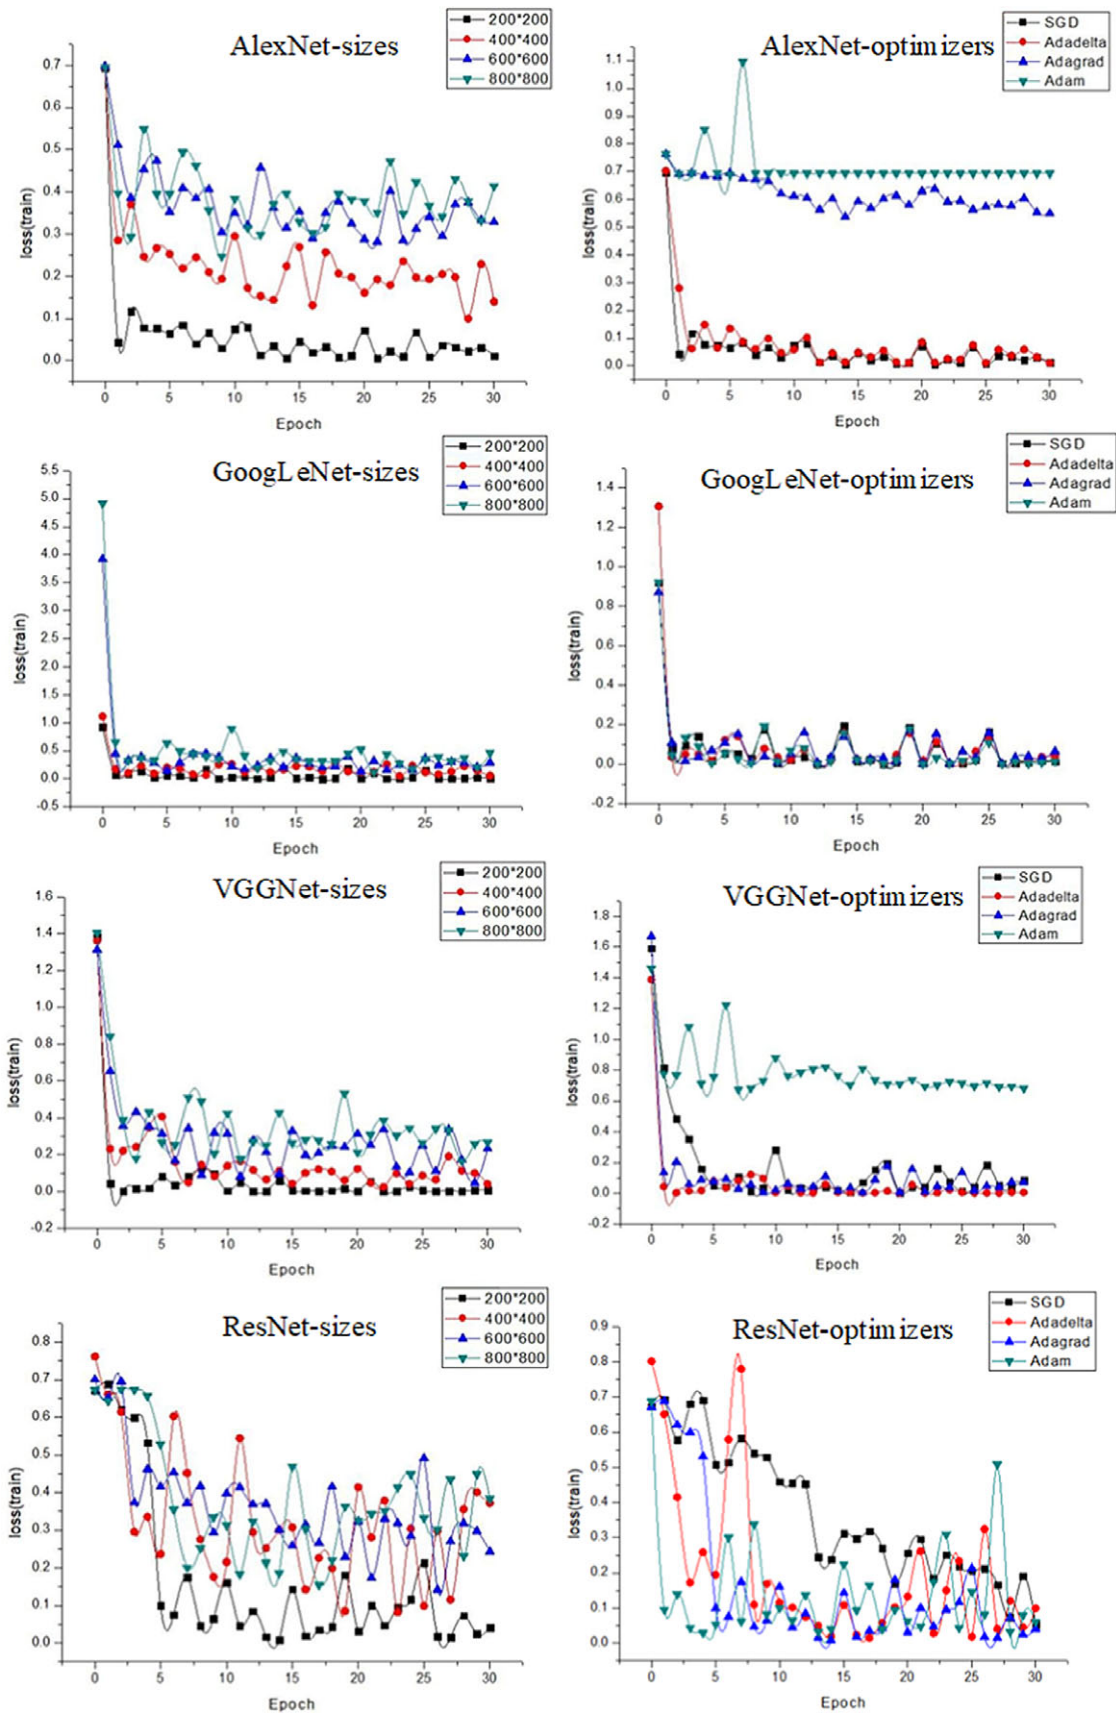 AlexNet-sizes
200*200
400*400
600*600
800*800
0.7
0.6
0.5
0.4
0.3
0.2
0.1
0.0
loss(train)
0 5 10 15 20 25 30
Epoch
AlexNet-optimizers
SGD
Adadelta
Adagrad
Adam
1.1
1.0
0.9
0.8
0.7
0.6
0.5
0.4
0.3
0.2
0.1
0.0
loss(train)
0 5 10 15 20 25 30
Epoch
GoogLeNet-sizes
200*200
400*400
600*600
800*800
5.5
5.0
4.5
4.0
3.5
3.0
2.5
2.0
1.5
1.0
0.5
0.0
-0.5
loss(train)
0 5 10 15 20 25 30
Epoch
GoogLeNet-optimizers
SGD
Adadelta
Adagrad
Adam
1.4
1.2
1.0
0.8
0.6
0.4
0.2
0.0
-0.2
loss(train)
0 5 10 15 20 25 30
Epoch
VGGNet-sizes
200*200
400*400
600*600
800*800
1.6
1.4
1.2
1.0
0.8
0.6
0.4
0.2
0.0
-0.2
loss(train)
0 5 10 15 20 25 30
Epoch
VGGNet-optimizers
SGD
Adadelta
Adagrad
Adam
1.8
1.6
1.4
1.2
1.0
0.8
0.6
0.4
0.2
0.0
-0.2
loss(train)
0 5 10 15 20 25 30
Epoch
ResNet-sizes
200*200
400*400
600*600
800*800
0.8
0.7
0.6
0.5
0.4
0.3
0.2
0.1
0.0
loss(train)
0 5 10 15 20 25 30
Epoch
ResNet-optimizers
SGD
Adadelta
Adagrad
Adam
0.9
0.8
0.7
0.6
0.5
0.4
0.3
0.2
0.1
0.0
loss(train)
0 5 10 15 20 25 30
Epoch